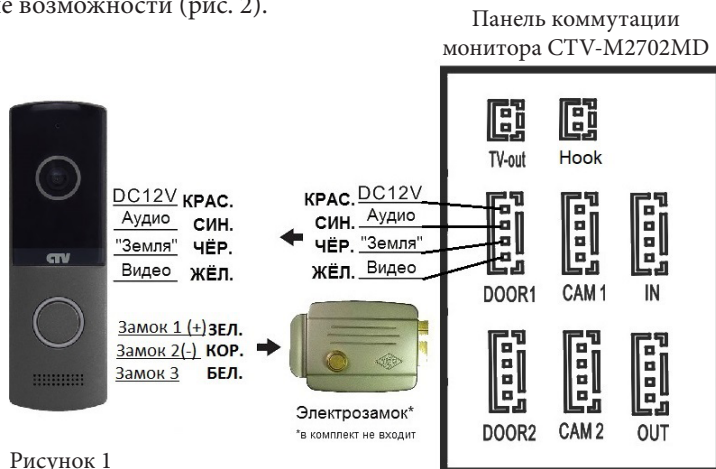 ие возможности (рис. 2).
Панель коммутации
монитора CTV-M2702MD
TV-out
Hook
DC12V КРАС.
Аудио СИН.
"Земля" ЧЁР.
Видео ЖЁЛ.
КРАС. DC12V
СИН. Аудио
ЧЁР. "Земля"
ЖЁЛ. Видео
CTV
DOOR1
CAM 1
IN
Замок 1 (+) ЗЕЛ.
Замок 2(-) КОР.
Замок 3 БЕЛ.
Электрозамок*
*в комплект не входит
DOOR2
CAM 2
OUT
Рисунок 1